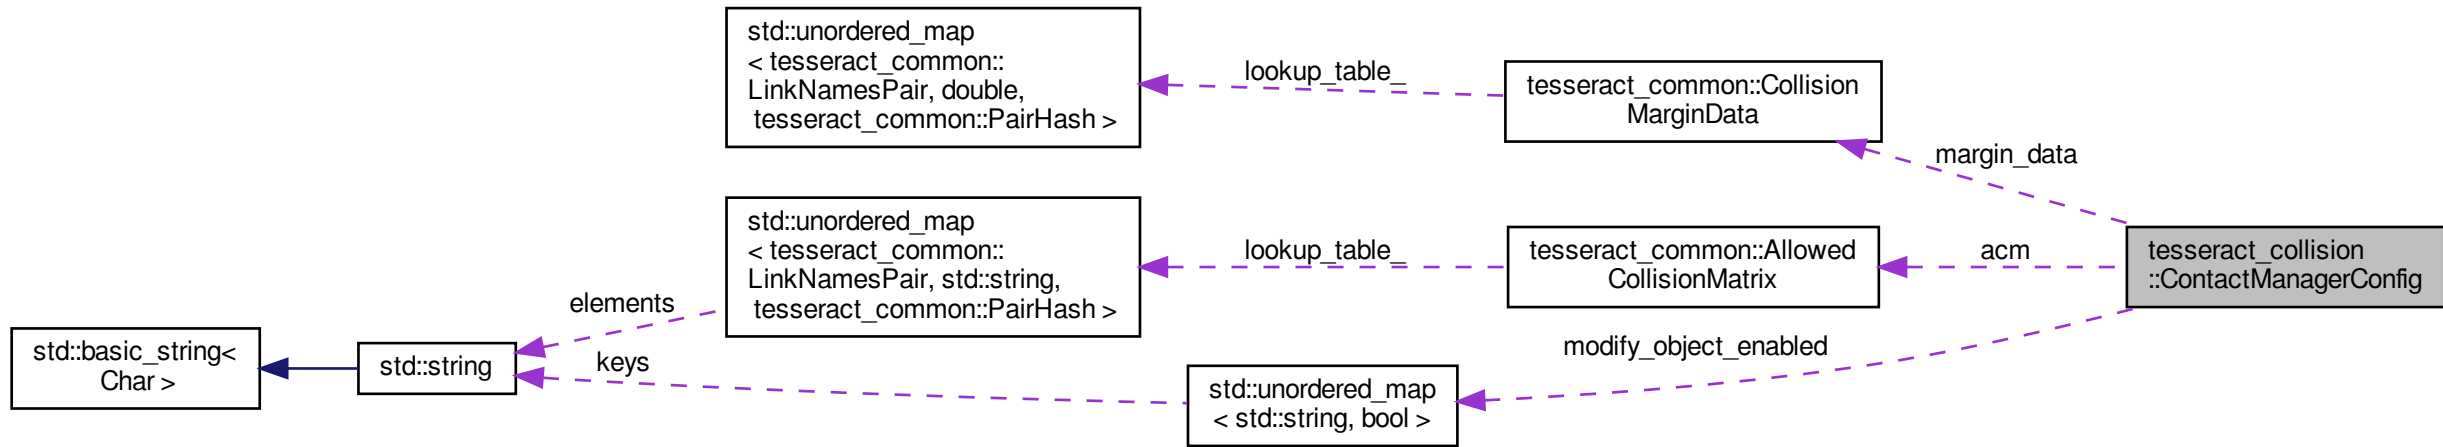 std::unordered_map
< tesseract_common::
LinkNamesPair, double,
tesseract_common::PairHash >
lookup_table_
tesseract_common::Collision
MarginData
margin_data
std::unordered_map
< tesseract_common::
LinkNamesPair, std::string,
tesseract_common::PairHash >
lookup_table_
tesseract_common::Allowed
CollisionMatrix
acm
tesseract_collision
::ContactManagerConfig
elements
std::basic_string<
Char >
std::string
keys
modify_object_enabled
std::unordered_map
< std::string, bool >